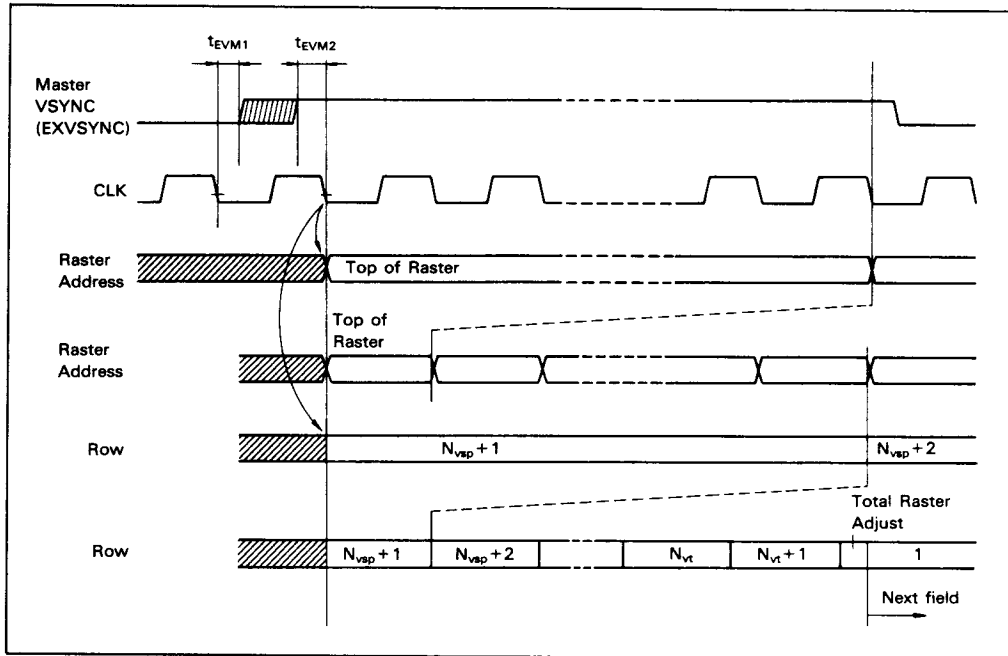 tEVM1 tEVM2
Master
VSYNC
(EXVSYNC)
CLK
Raster
Address
Top of Raster
Top of
Raster
Raster
Address
Row
Nvsp+1
Nvsp+2
Total Raster
Adjust
Row
Nvsp+1
Nvsp+2
Nvt
Nvt+1
1
Next field